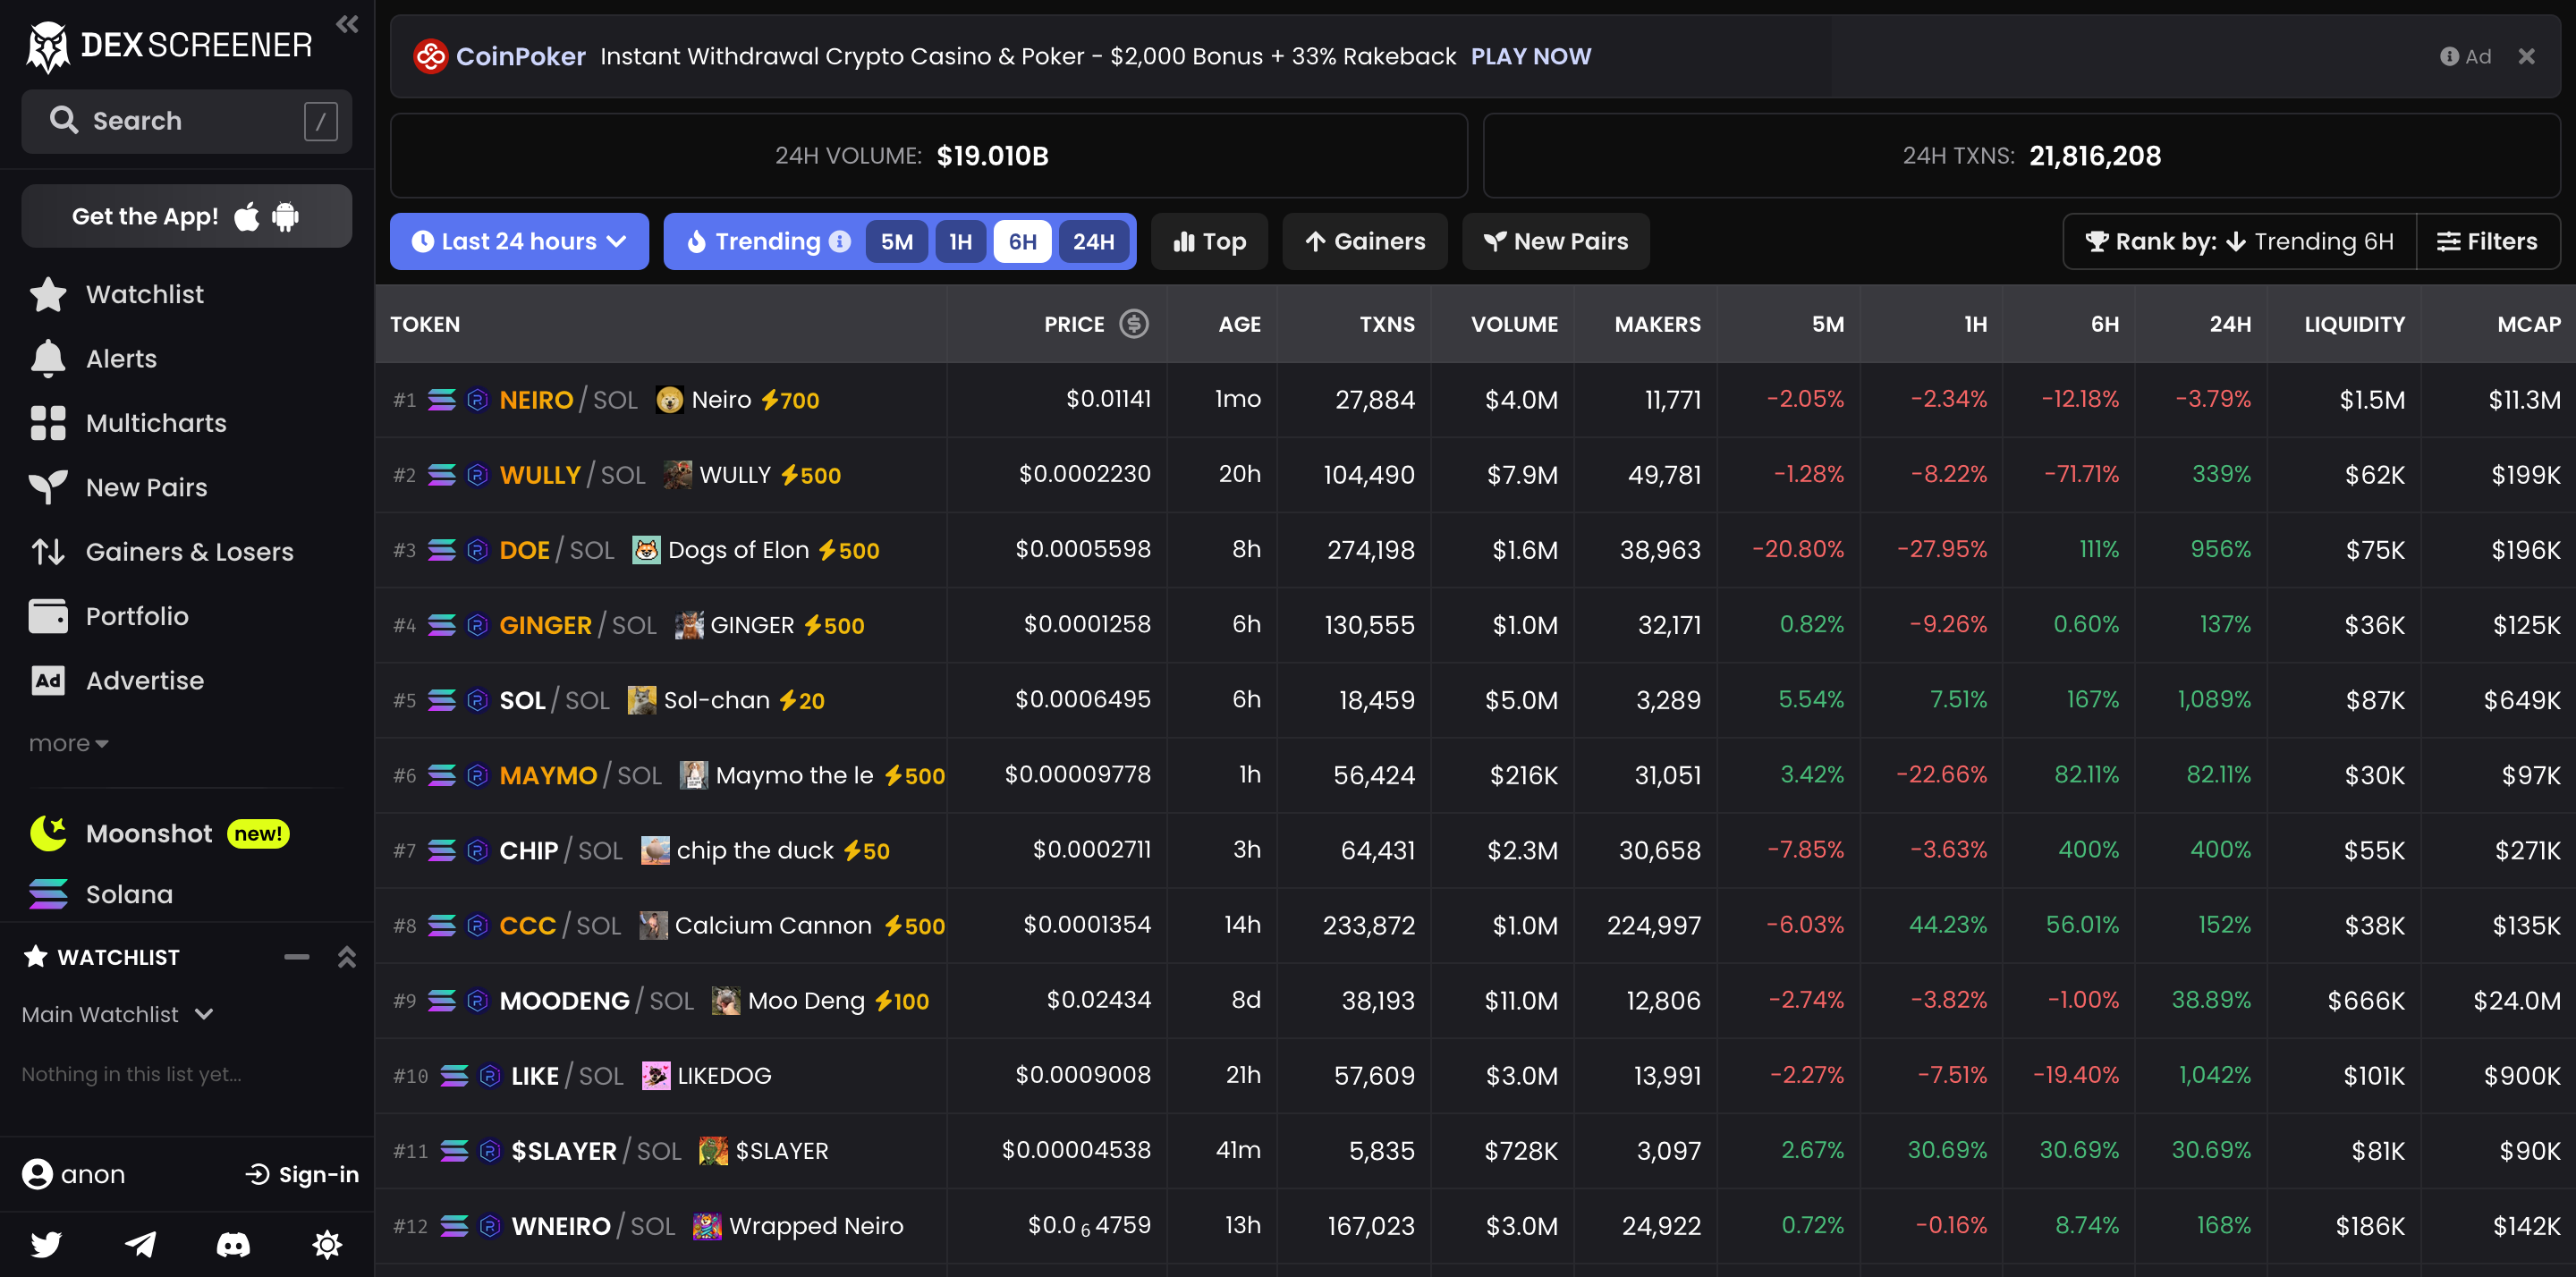 DEX SCREENER
Search /
Get the App!
Watchlist
Alerts
Multicharts
New Pairs
Gainers & Losers
Portfolio
Ad Advertise
more
Moonshot new!
Solana
WATCHLIST
Main Watchlist
Nothing in this list yet...
anon Sign-in
CoinPoker Instant Withdrawal Crypto Casino & Poker - $2,000 Bonus + 33% Rakeback PLAY NOW Ad
24H VOLUME: $19.010B
24H TXNS: 21,816,208
Last 24 hours Trending 5M 1H 6H 24H Top Gainers New Pairs Rank by: Trending 6H Filters
TOKEN PRICE AGE TXNS VOLUME MAKERS 5M 1H 6H 24H LIQUIDITY MCAP
#1 NEIRO/SOL Neiro 700 $0.01141 1mo 27,884 $4.0M 11,771 -2.05% -2.34% -12.18% -3.79% $1.5M $11.3M
#2 WULLY/SOL WULLY 500 $0.0002230 20h 104,490 $7.9M 49,781 -1.28% -8.22% -71.71% 339% $62K $199K
#3 DOE/SOL Dogs of Elon 500 $0.0005598 8h 274,198 $1.6M 38,963 -20.80% -27.95% 111% 956% $75K $196K
#4 GINGER/SOL GINGER 500 $0.0001258 6h 130,555 $1.0M 32,171 0.82% -9.26% 0.60% 137% $36K $125K
#5 SOL/SOL Sol-chan 20 $0.0006495 6h 18,459 $5.0M 3,289 5.54% 7.51% 167% 1,089% $87K $649K
#6 MAYMO/SOL Maymo the le 500 $0.00009778 1h 56,424 $216K 31,051 3.42% -22.66% 82.11% 82.11% $30K $97K
#7 CHIP/SOL chip the duck 50 $0.0002711 3h 64,431 $2.3M 30,658 -7.85% -3.63% 400% 400% $55K $271K
#8 CCC/SOL Calcium Cannon 500 $0.0001354 14h 233,872 $1.0M 224,997 -6.03% 44.23% 56.01% 152% $38K $135K
#9 MOODENG/SOL Moo Deng 100 $0.02434 8d 38,193 $11.0M 12,806 -2.74% -3.82% -1.00% 38.89% $666K $24.0M
#10 LIKE/SOL LIKEDOG $0.0009008 21h 57,609 $3.0M 13,991 -2.27% -7.51% -19.40% 1,042% $101K $900K
#11 $SLAYER/SOL $SLAYER $0.00004538 41m 5,835 $728K 3,097 2.67% 30.69% 30.69% 30.69% $81K $90K
#12 WNEIRO/SOL Wrapped Neiro $0.0₆4759 13h 167,023 $3.0M 24,922 0.72% -0.16% 8.74% 168% $186K $142K